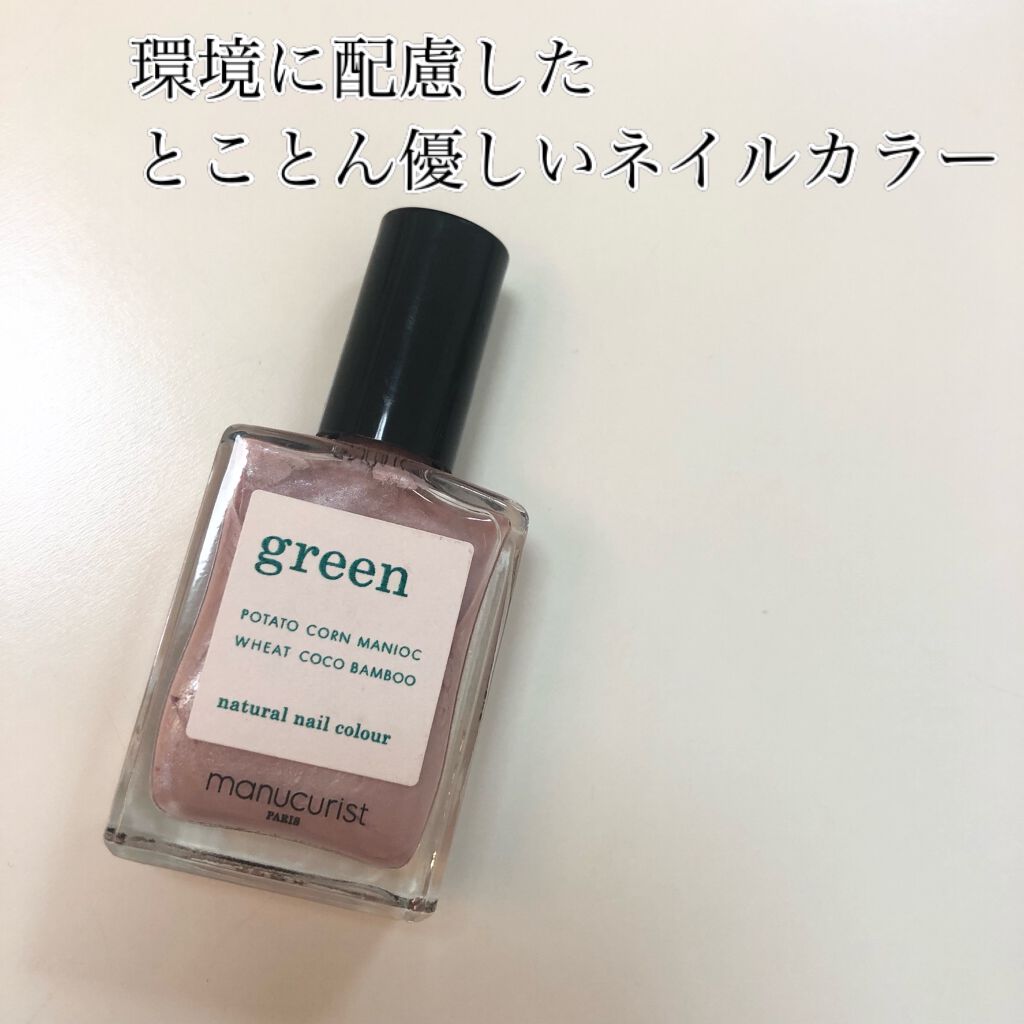 環境に配慮した
とことん優しいネイルカラー
green
POTATO CORN MANIOC
WHEAT COCO BAMBOO
natural nail colour
manucurist
PARIS